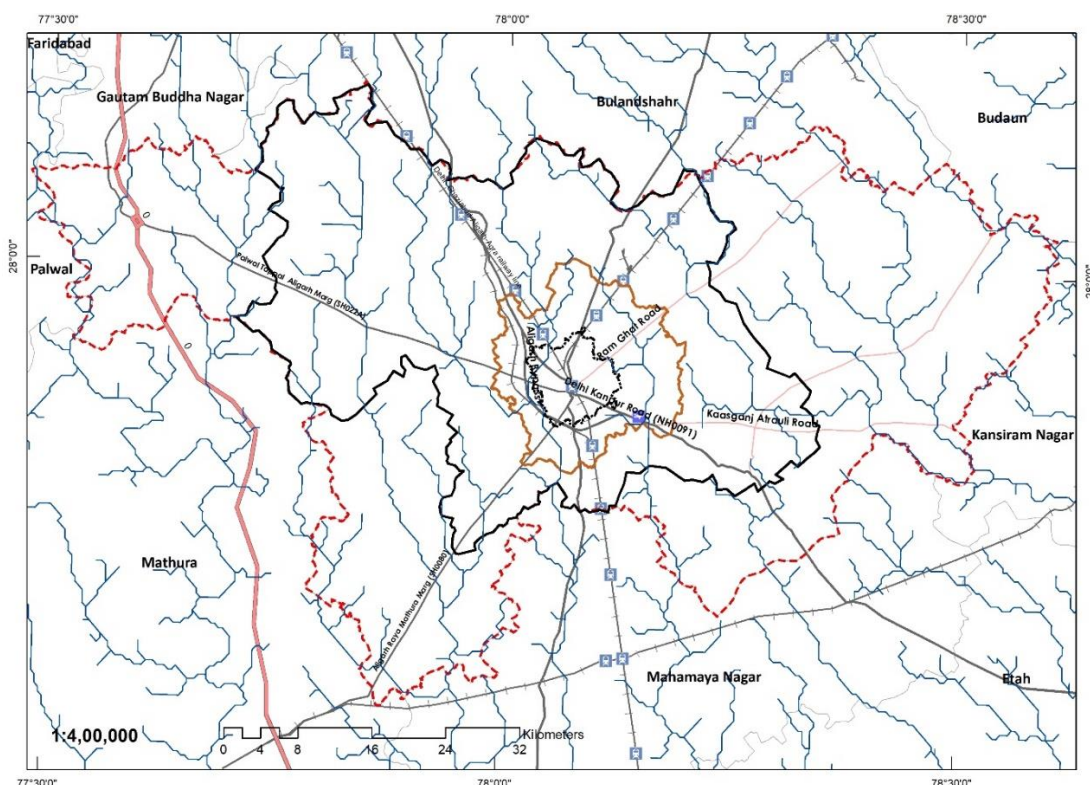 77°30'0" 78°0'0" 78°30'0"
Faridabad
Gautam Buddha Nagar
Bulandshahr
Budaun
Palwal
28°0'0"
28°0'0"
Palwal Tappal Aligarh Marg (SH022A)
Ram Ghat Road
Delhi Kanpur Road (NH0091)
Kaasganj Atrauli Road
Kansiram Nagar
Mathura
Aligarh Raya Mathura Marg (SH0080)
Mahamaya Nagar
Etah
1:4,00,000
Kilometers
0 4 8 16 24 32
77°30'0" 78°0'0" 78°30'0"